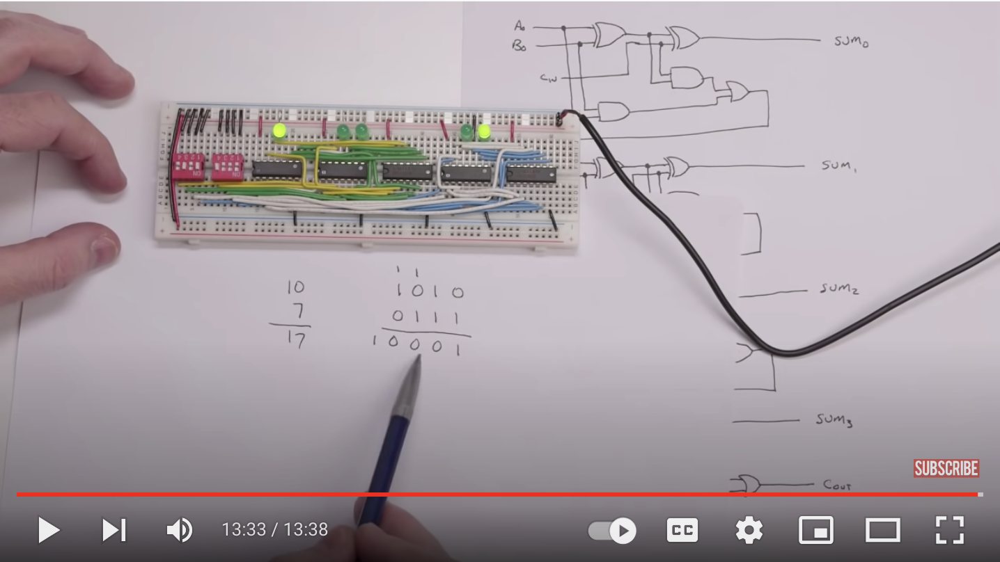 A0
B0
SUM0
CIN
SUM1
1 1
10 1 0 1 0
7 0 1 1 1
17 1 0 0 0 1
SUM2
SUM3
SUBSCRIBE
COUT
13:33 / 13:38
CC